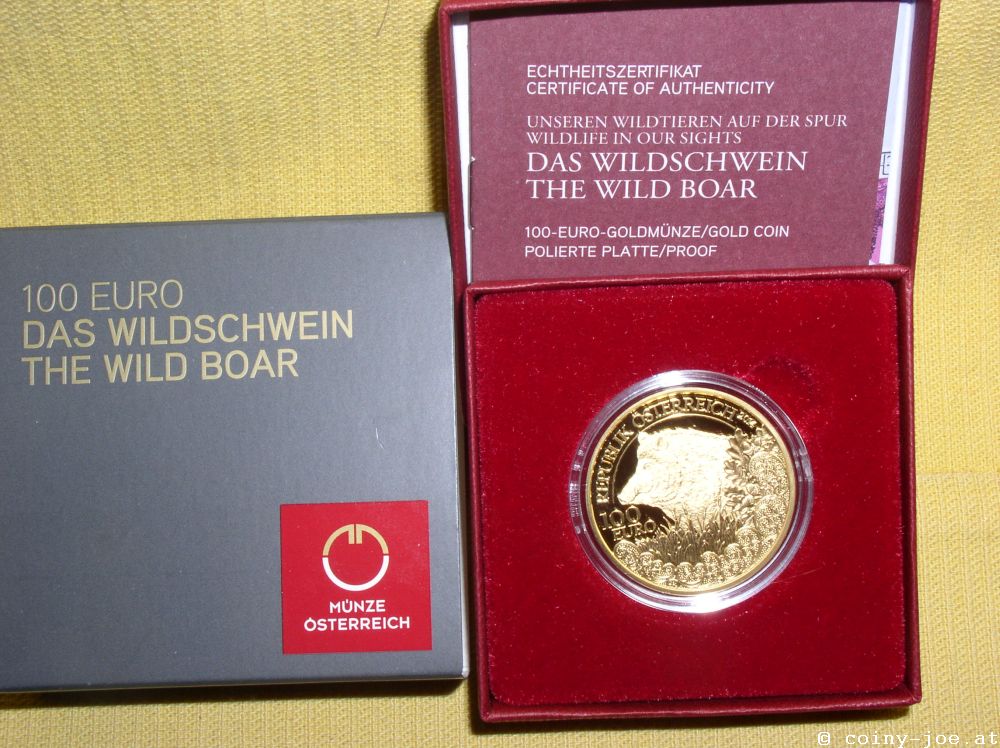 ECHTHEITSZERTIFIKAT
CERTIFICATE OF AUTHENTICITY
UNSEREN WILDTIEREN AUF DER SPUR
WILDLIFE IN OUR SIGHTS
DAS WILDSCHWEIN
THE WILD BOAR
100-EURO-GOLDMÜNZE/GOLD COIN
POLIERTE PLATTE/PROOF
100 EURO
DAS WILDSCHWEIN
THE WILD BOAR
MÜNZE
ÖSTERREICH
REPUBLIK ÖSTERREICH
100
EURO
© coiny-joe.at